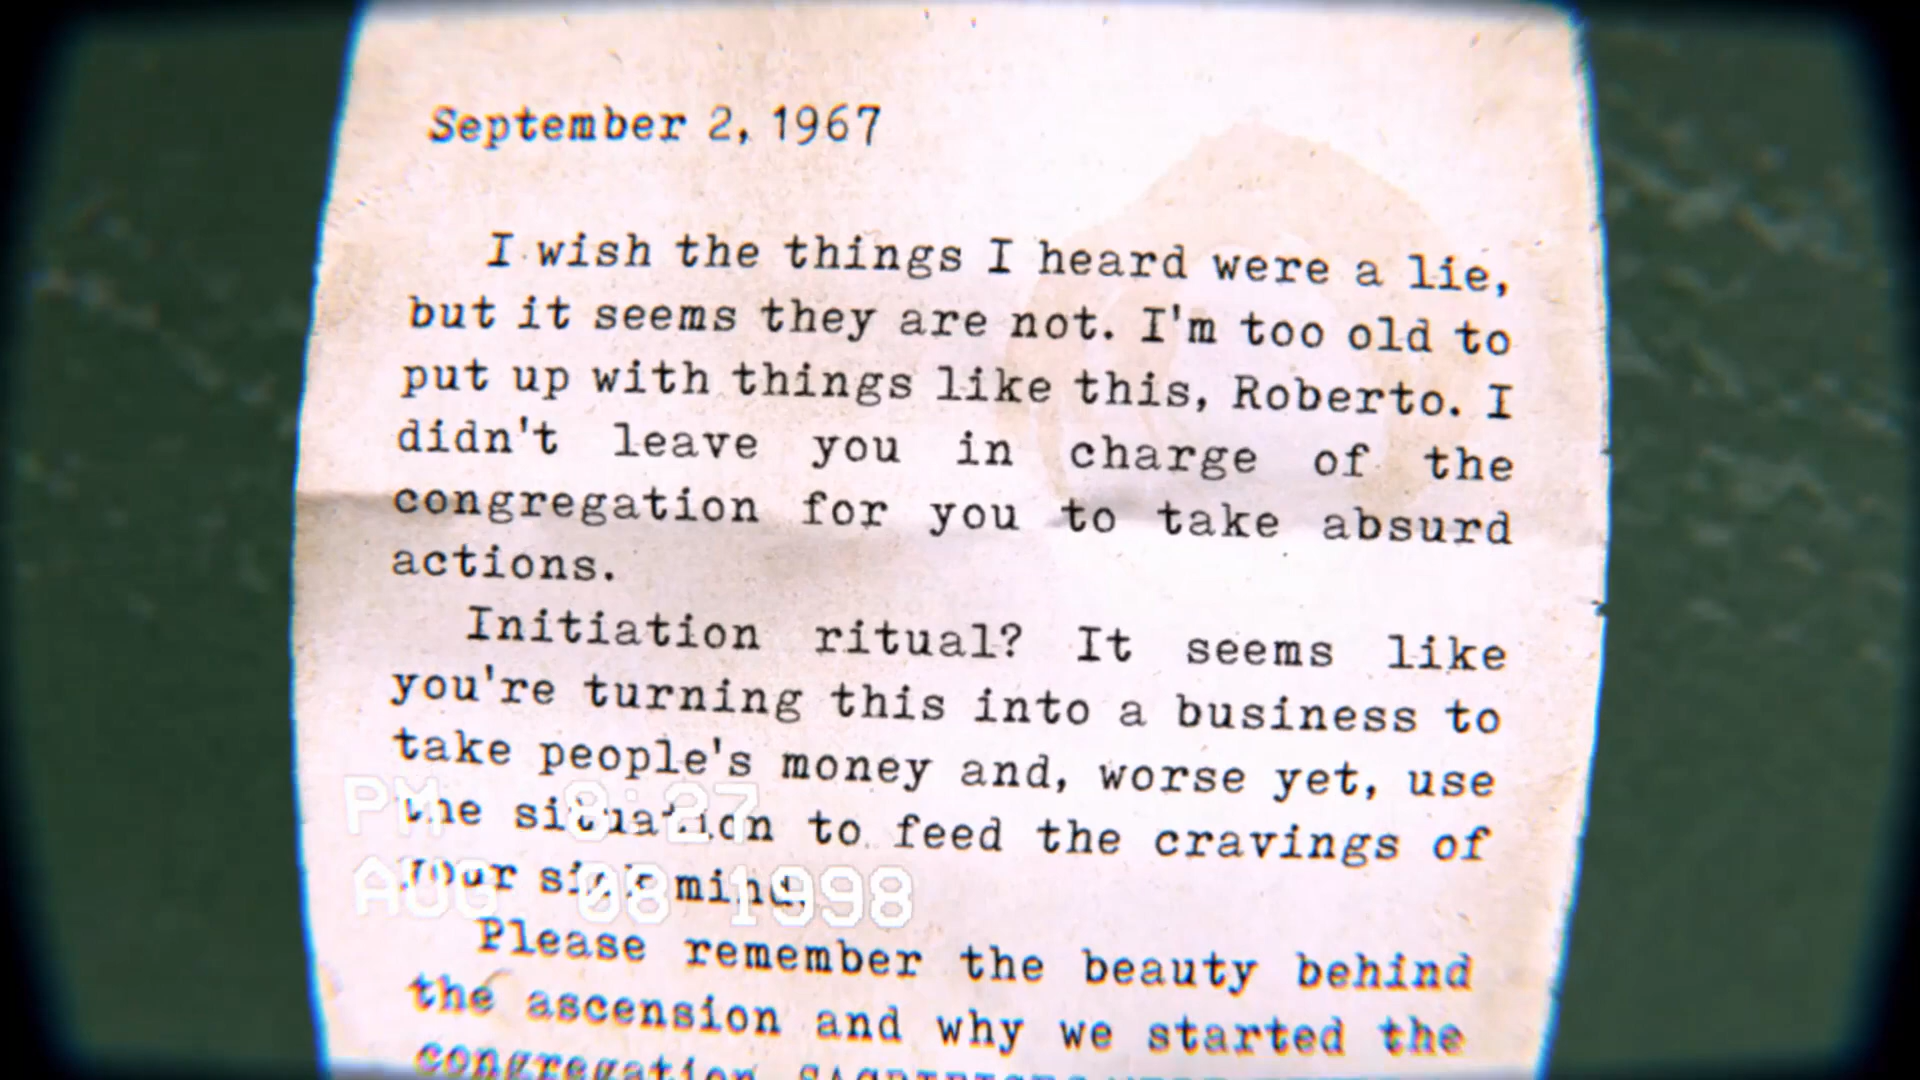 September 2, 1967
I wish the things I heard were a lie,
but it seems they are not. I'm too old to
put up with things like this, Roberto. I
didn't leave you in charge of the
congregation for you to take absurd
actions.
Initiation ritual? It seems like
you're turning this into a business to
take people's money and, worse yet, use
the situation to feed the cravings of
your sick mind.
PM 8:27
AUG 08 1998
Please remember the beauty behind
the ascension and why we started the
congregation